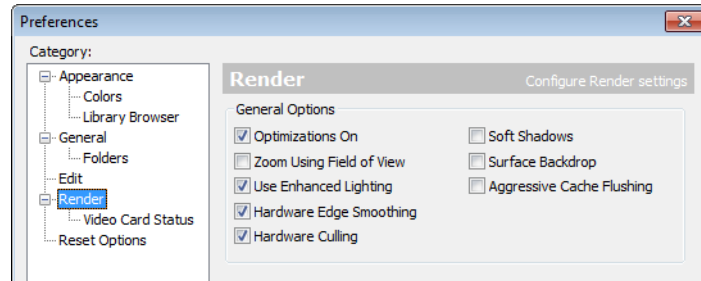 Preferences
Category:
Appearance
Colors
Library Browser
General
Folders
Edit
Render
Video Card Status
Reset Options
Render Configure Render settings
General Options
Optimizations On Soft Shadows
Zoom Using Field of View Surface Backdrop
Use Enhanced Lighting Aggressive Cache Flushing
Hardware Edge Smoothing
Hardware Culling